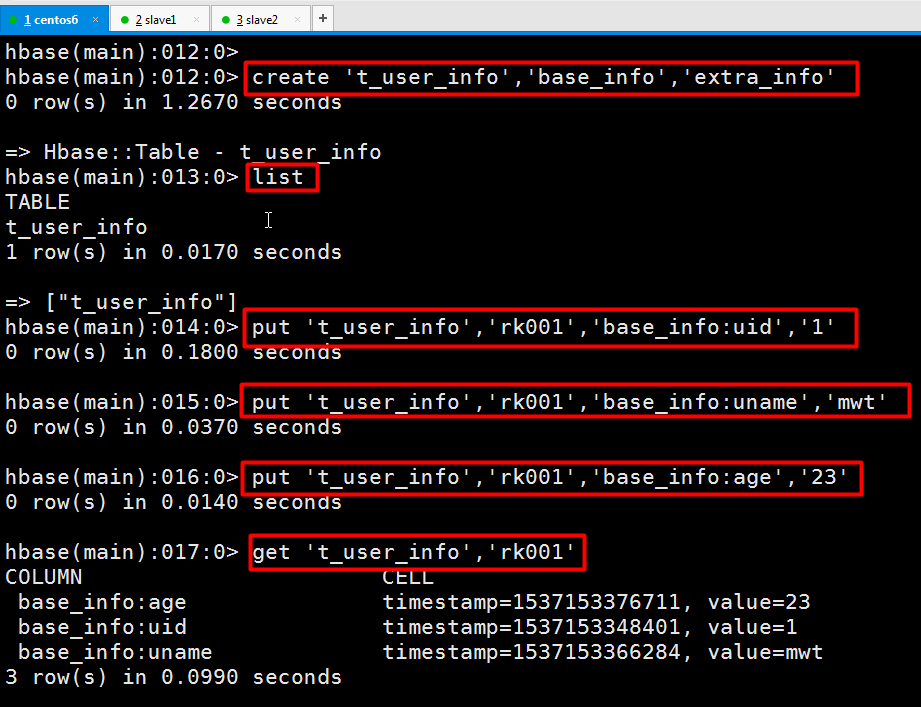 1 centos6 × 2 slave1 × 3 slave2 × +
hbase(main):012:0>
hbase(main):012:0> create 't_user_info','base_info','extra_info'
0 row(s) in 1.2670 seconds
=> Hbase::Table - t_user_info
hbase(main):013:0> list
TABLE
t_user_info
1 row(s) in 0.0170 seconds
=> ["t_user_info"]
hbase(main):014:0> put 't_user_info','rk001','base_info:uid','1'
0 row(s) in 0.1800 seconds
hbase(main):015:0> put 't_user_info','rk001','base_info:uname','mwt'
0 row(s) in 0.0370 seconds
hbase(main):016:0> put 't_user_info','rk001','base_info:age','23'
0 row(s) in 0.0140 seconds
hbase(main):017:0> get 't_user_info','rk001'
COLUMN CELL
base_info:age timestamp=1537153376711, value=23
base_info:uid timestamp=1537153348401, value=1
base_info:uname timestamp=1537153366284, value=mwt
3 row(s) in 0.0990 seconds